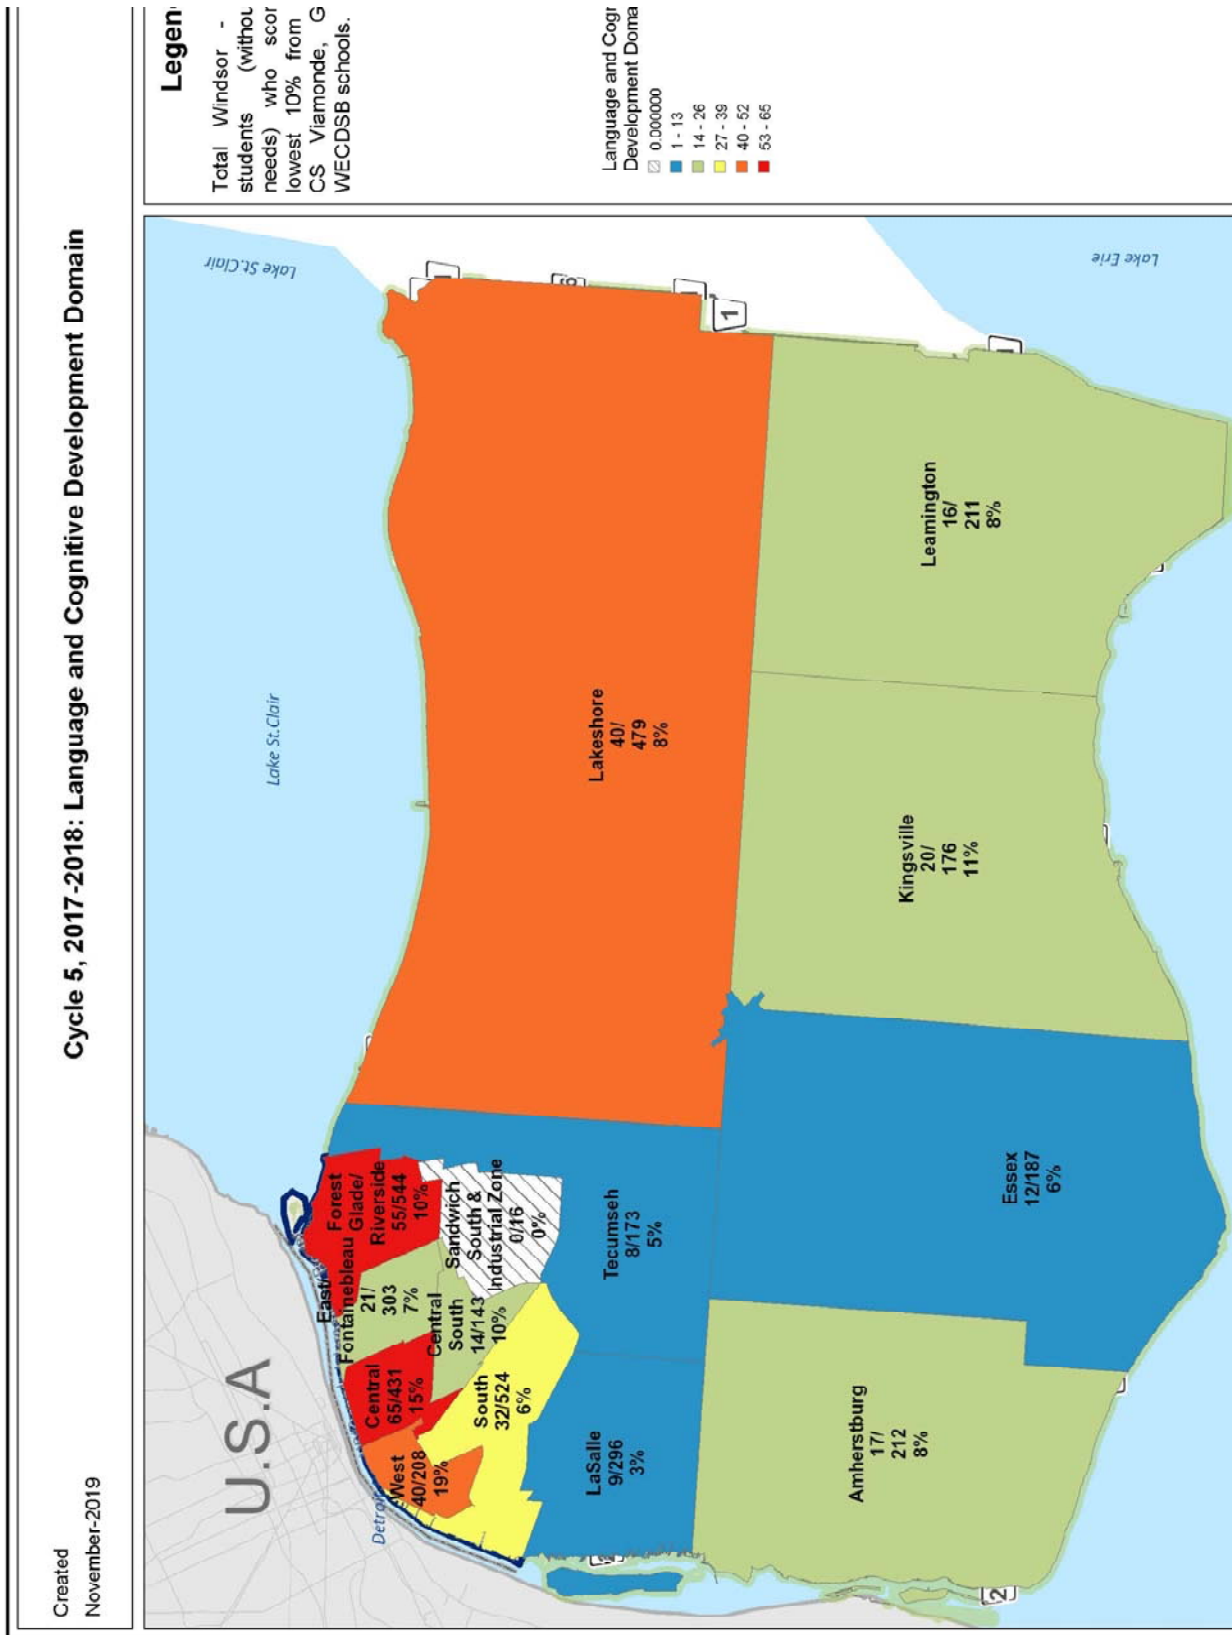 Created
November-2019
Cycle 5, 2017-2018: Language and Cognitive Development Domain
U.S.A
Lake St.Clair
Lake St.Clair
East/
Fontainebleau
21/
303
7%
Forest
Glade/
Riverside
55/544
10%
Central
65/431
15%
West
40/208
19%
Central
South
14/143
10%
Sandwich
South &
Industrial Zone
0/16
0%
South
32/524
6%
LaSalle
9/296
3%
Tecumseh
8/173
5%
Lakeshore
40/
479
8%
Amherstburg
17/
212
8%
Essex
12/187
6%
Kingsville
20/
176
11%
Leamington
16/
211
8%
Lake Erie
1
2
Total Windsor -
students (withou
needs) who scor
lowest 10% from
CS Viamonde, G
WECDSB schools.
Language and Cogr
Development Doma
0.000000
1 - 13
14 - 26
27 - 39
40 - 52
53 - 65